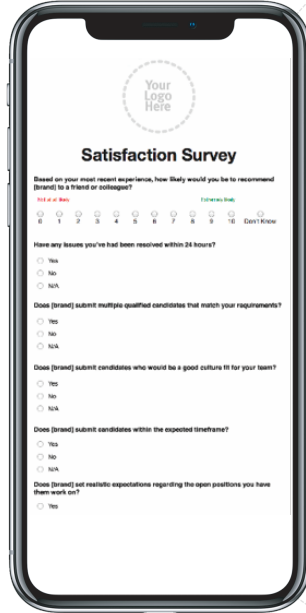 Your
Logo
Here
Satisfaction Survey
Based on your most recent experience, how likely would you be to recommend
[brand] to a friend or colleague?
Not at all likely Extremely likely
0 1 2 3 4 5 6 7 8 9 10 Don't Know
Have any issues you've had been resolved within 24 hours?
Yes
No
N/A
Does [brand] submit multiple qualified candidates that match your requirements?
Yes
No
N/A
Does [brand] submit candidates who would be a good culture fit for your team?
Yes
No
N/A
Does [brand] submit candidates within the expected timeframe?
Yes
No
N/A
Does [brand] set realistic expectations regarding the open positions you have
them work on?
Yes